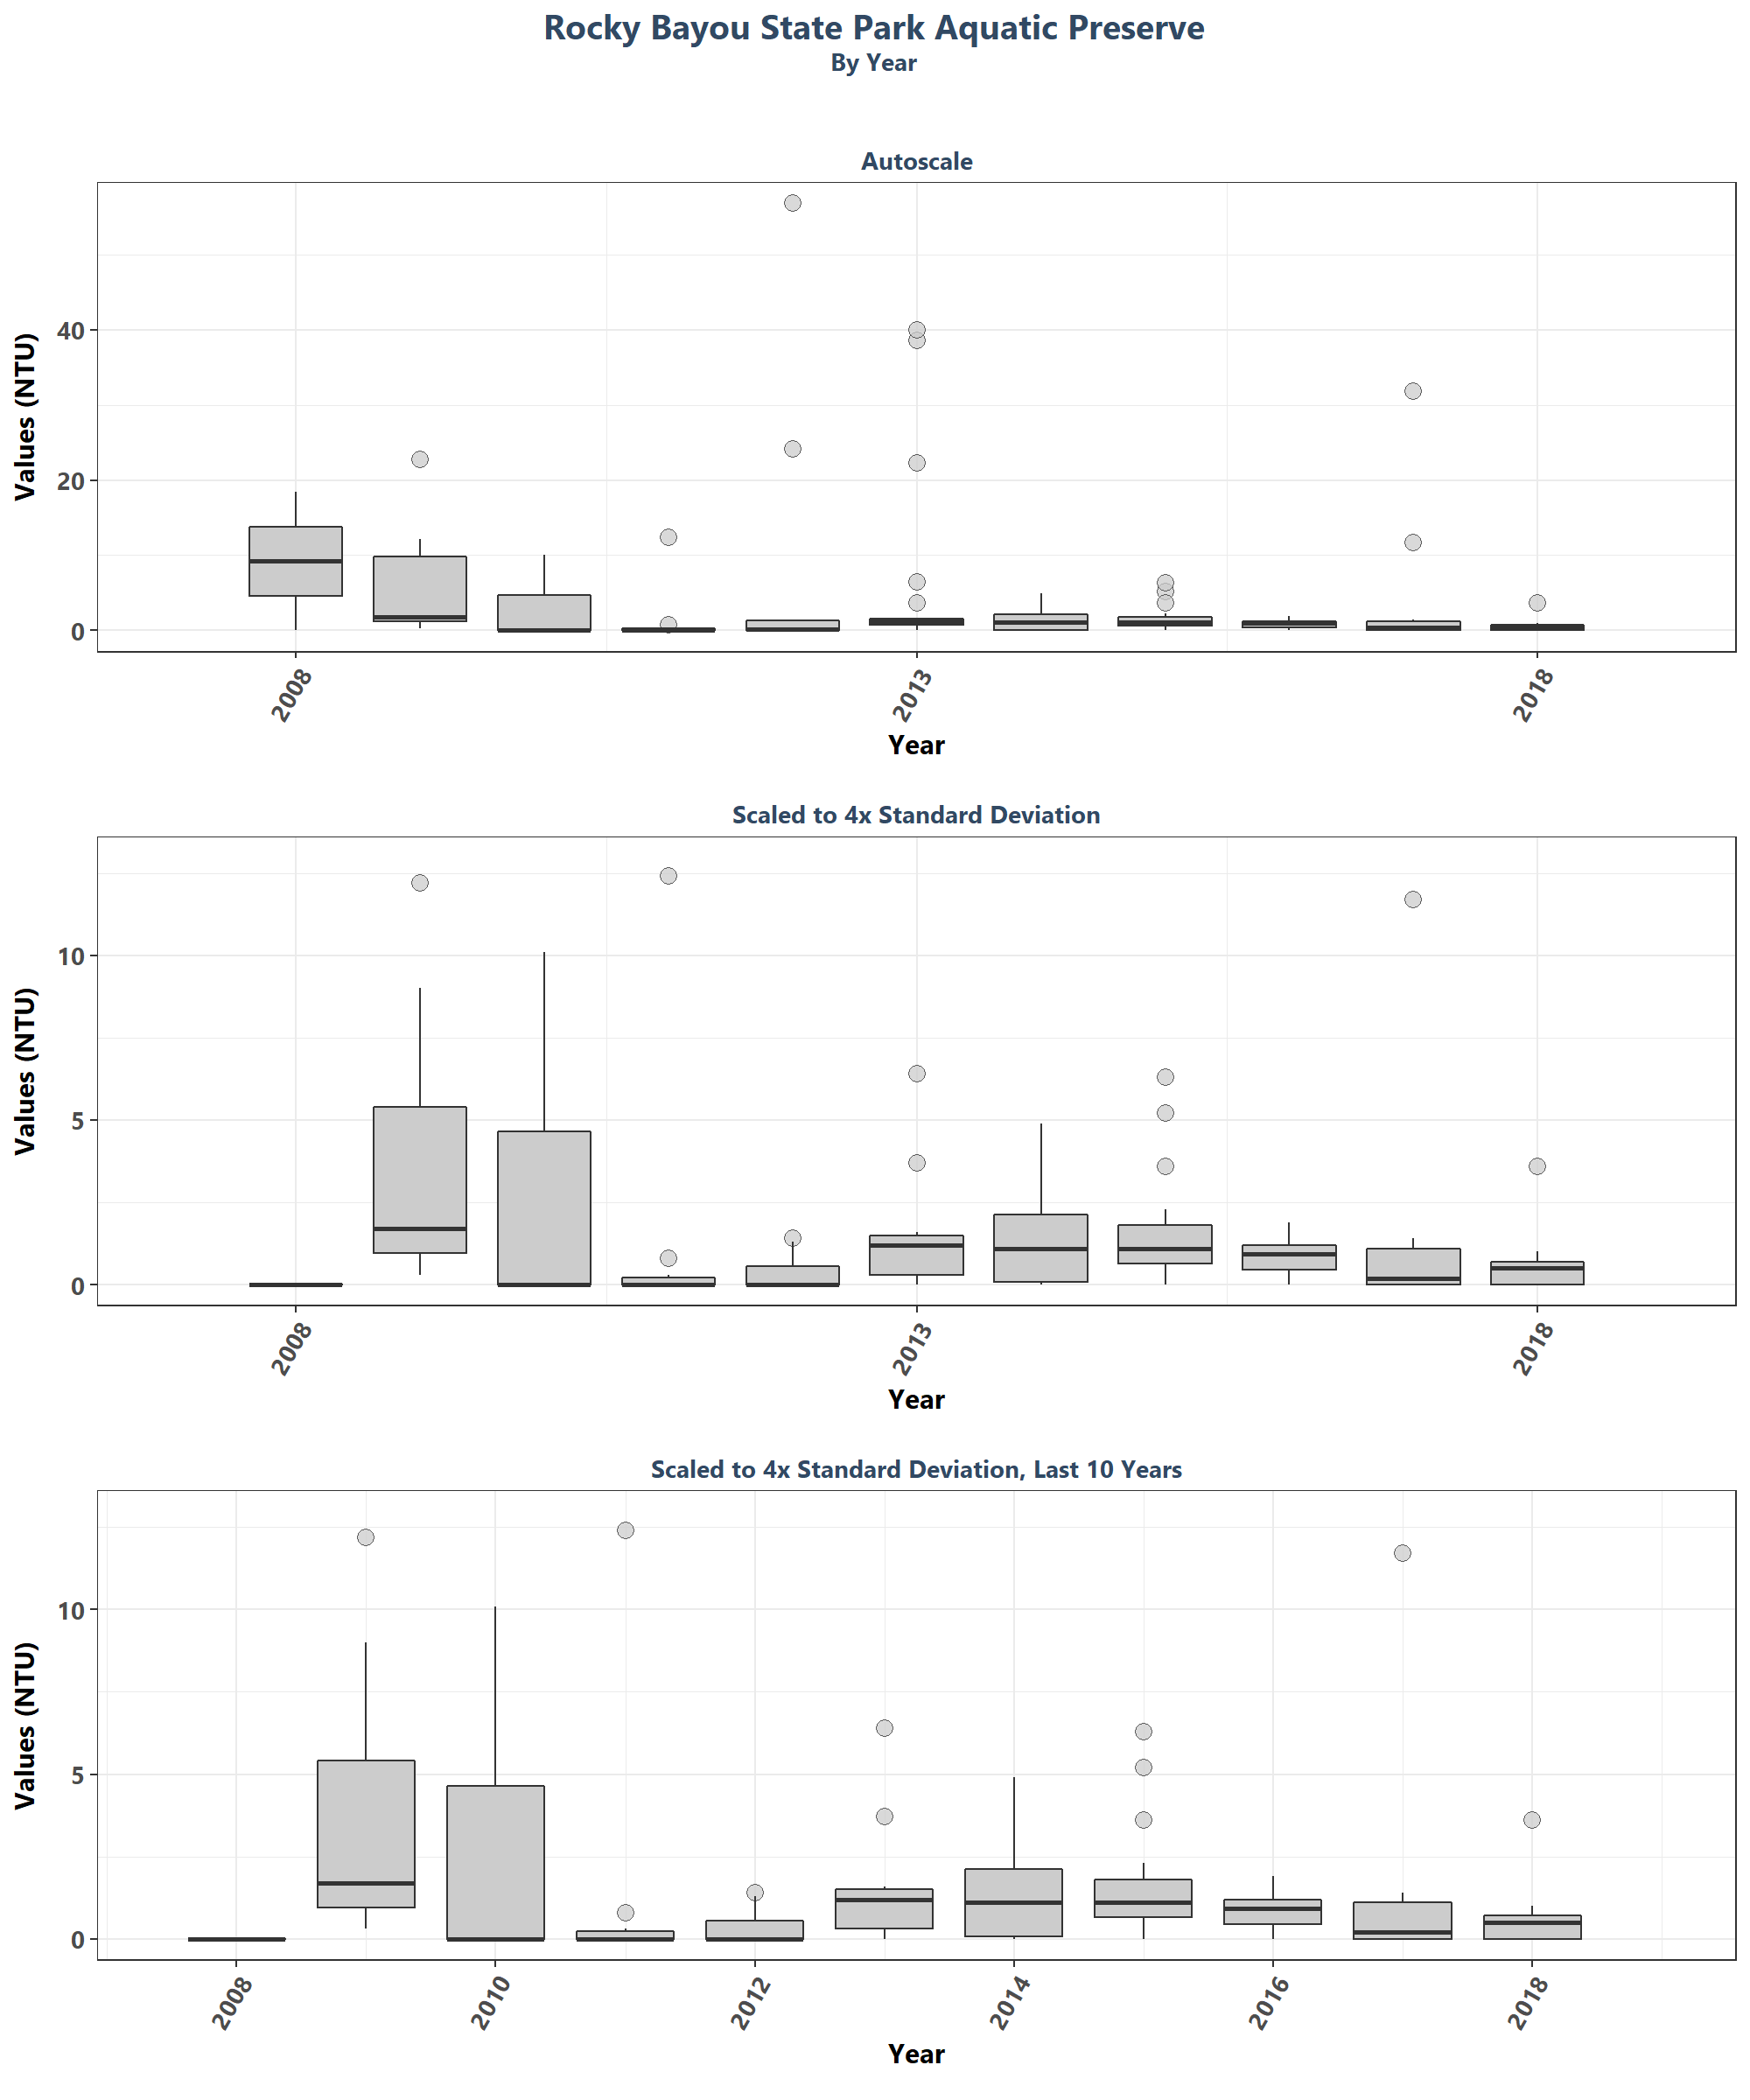 Rocky Bayou State Park Aquatic Preserve
By Year
Autoscale
Values (NTU)
40
20
0
2008 2013 2018
Year
Scaled to 4x Standard Deviation
Values (NTU)
10
5
0
2008 2013 2018
Year
Scaled to 4x Standard Deviation, Last 10 Years
Values (NTU)
10
5
0
2008 2010 2012 2014 2016 2018
Year